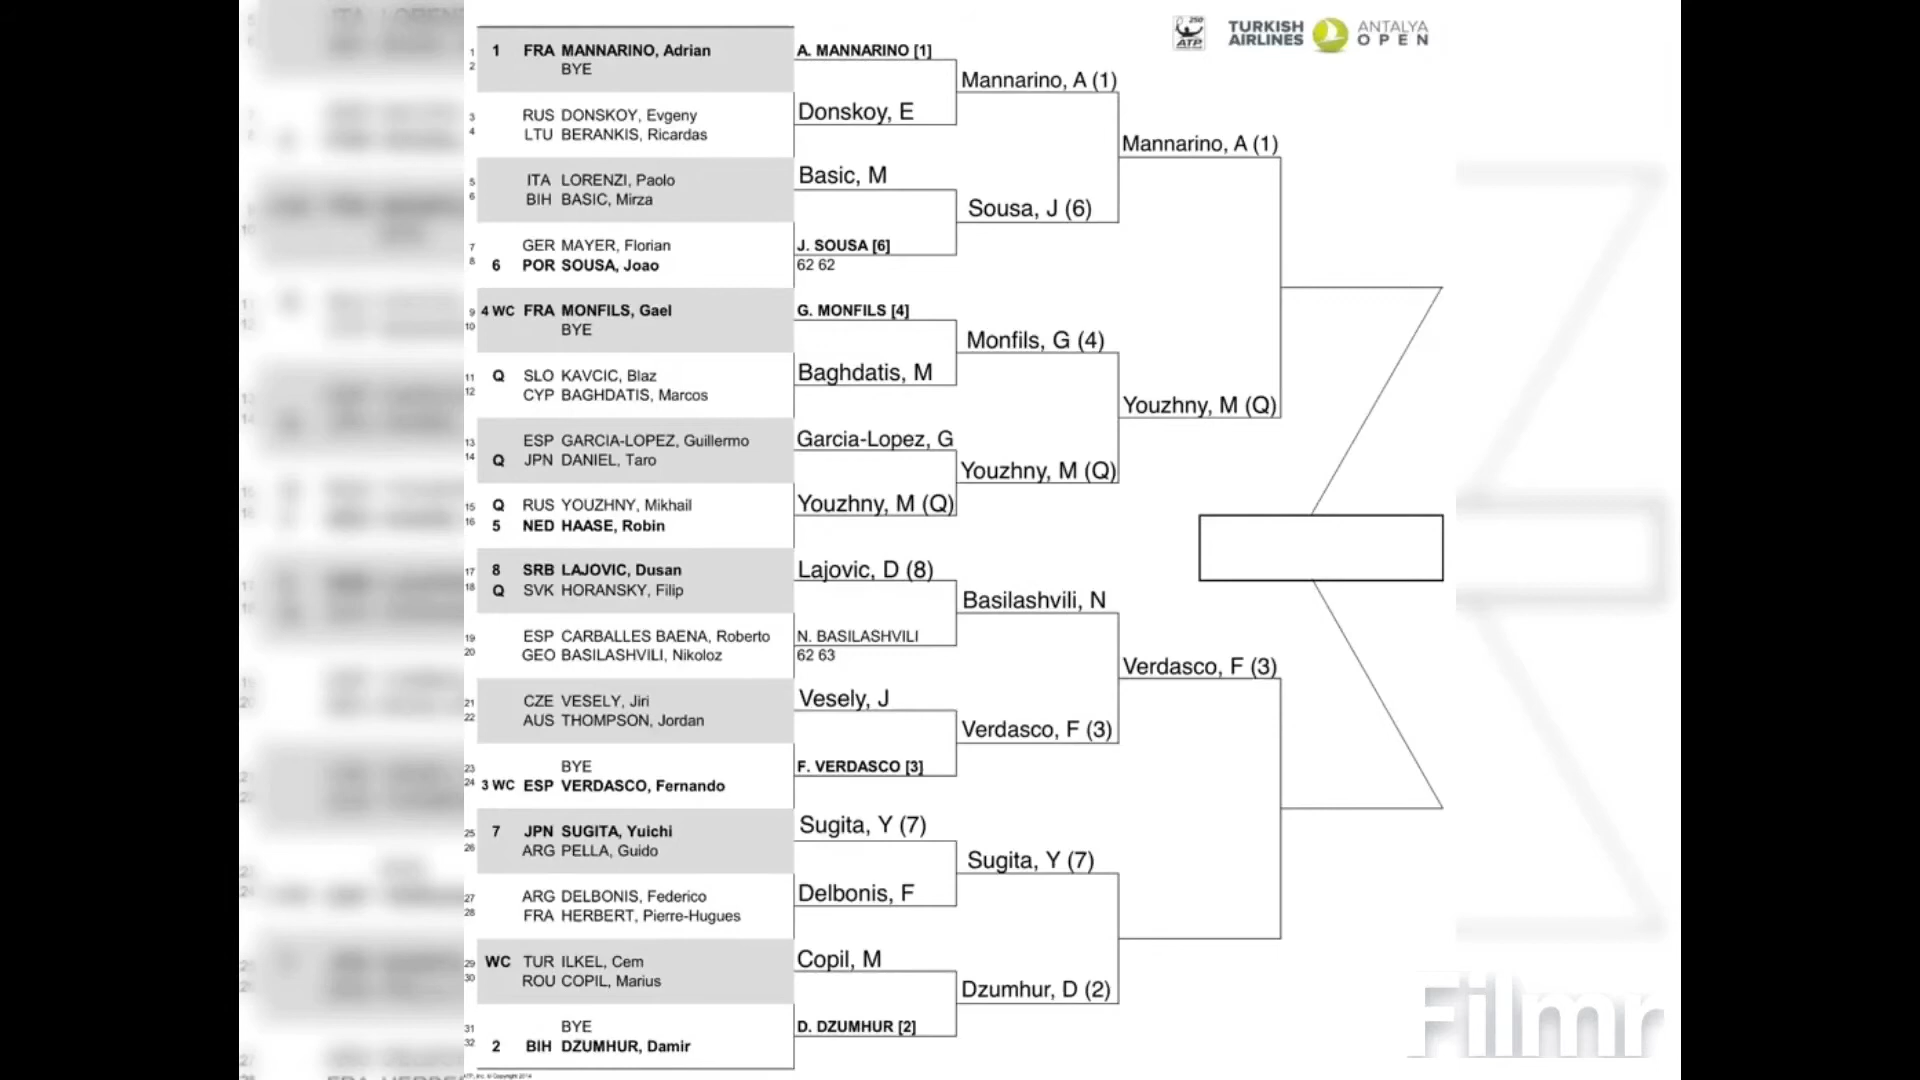 250
ATP
TURKISH AIRLINES
ANTALYA OPEN
1 1 FRA MANNARINO, Adrian
2 BYE
3 RUS DONSKOY, Evgeny
4 LTU BERANKIS, Ricardas
5 ITA LORENZI, Paolo
6 BIH BASIC, Mirza
7 GER MAYER, Florian
8 6 POR SOUSA, Joao
9 4 WC FRA MONFILS, Gael
10 BYE
11 Q SLO KAVCIC, Blaz
12 CYP BAGHDATIS, Marcos
13 ESP GARCIA-LOPEZ, Guillermo
14 Q JPN DANIEL, Taro
15 Q RUS YOUZHNY, Mikhail
16 5 NED HAASE, Robin
17 8 SRB LAJOVIC, Dusan
18 Q SVK HORANSKY, Filip
19 ESP CARBALLES BAENA, Roberto
20 GEO BASILASHVILI, Nikoloz
21 CZE VESELY, Jiri
22 AUS THOMPSON, Jordan
23 BYE
24 3 WC ESP VERDASCO, Fernando
25 7 JPN SUGITA, Yuichi
26 ARG PELLA, Guido
27 ARG DELBONIS, Federico
28 FRA HERBERT, Pierre-Hugues
29 WC TUR ILKEL, Cem
30 ROU COPIL, Marius
31 BYE
32 2 BIH DZUMHUR, Damir
A. MANNARINO [1]
Donskoy, E
Basic, M
J. SOUSA [6]
62 62
G. MONFILS [4]
Baghdatis, M
Garcia-Lopez, G
Youzhny, M (Q)
Lajovic, D (8)
N. BASILASHVILI
62 63
Vesely, J
F. VERDASCO [3]
Sugita, Y (7)
Delbonis, F
Copil, M
D. DZUMHUR [2]
Mannarino, A (1)
Sousa, J (6)
Monfils, G (4)
Youzhny, M (Q)
Basilashvili, N
Verdasco, F (3)
Sugita, Y (7)
Dzumhur, D (2)
Mannarino, A (1)
Youzhny, M (Q)
Verdasco, F (3)
Filmr
ATP, Inc. © Copyright 2014